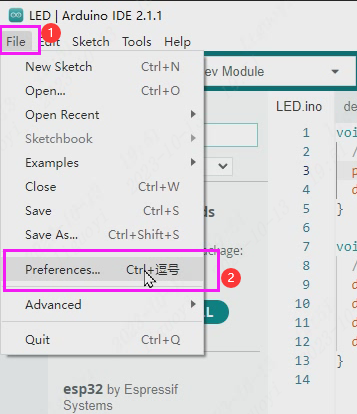 LED | Arduino IDE 2.1.1
File Edit Sketch Tools Help
1
New Sketch Ctrl+N
Open... Ctrl+O
Open Recent
Sketchbook
Examples
Close Ctrl+W
Save Ctrl+S
Save As... Ctrl+Shift+S
Preferences... Ctrl+逗号
2
Advanced
Quit Ctrl+Q
ev Module
ds
ckage:
LL
esp32 by Espressif
Systems
LED.ino de
1 voi
2 /
3 p
4 d
5 }
6
7 voi
8 /
9 d
10 d
11 d
12 d
13 }
14